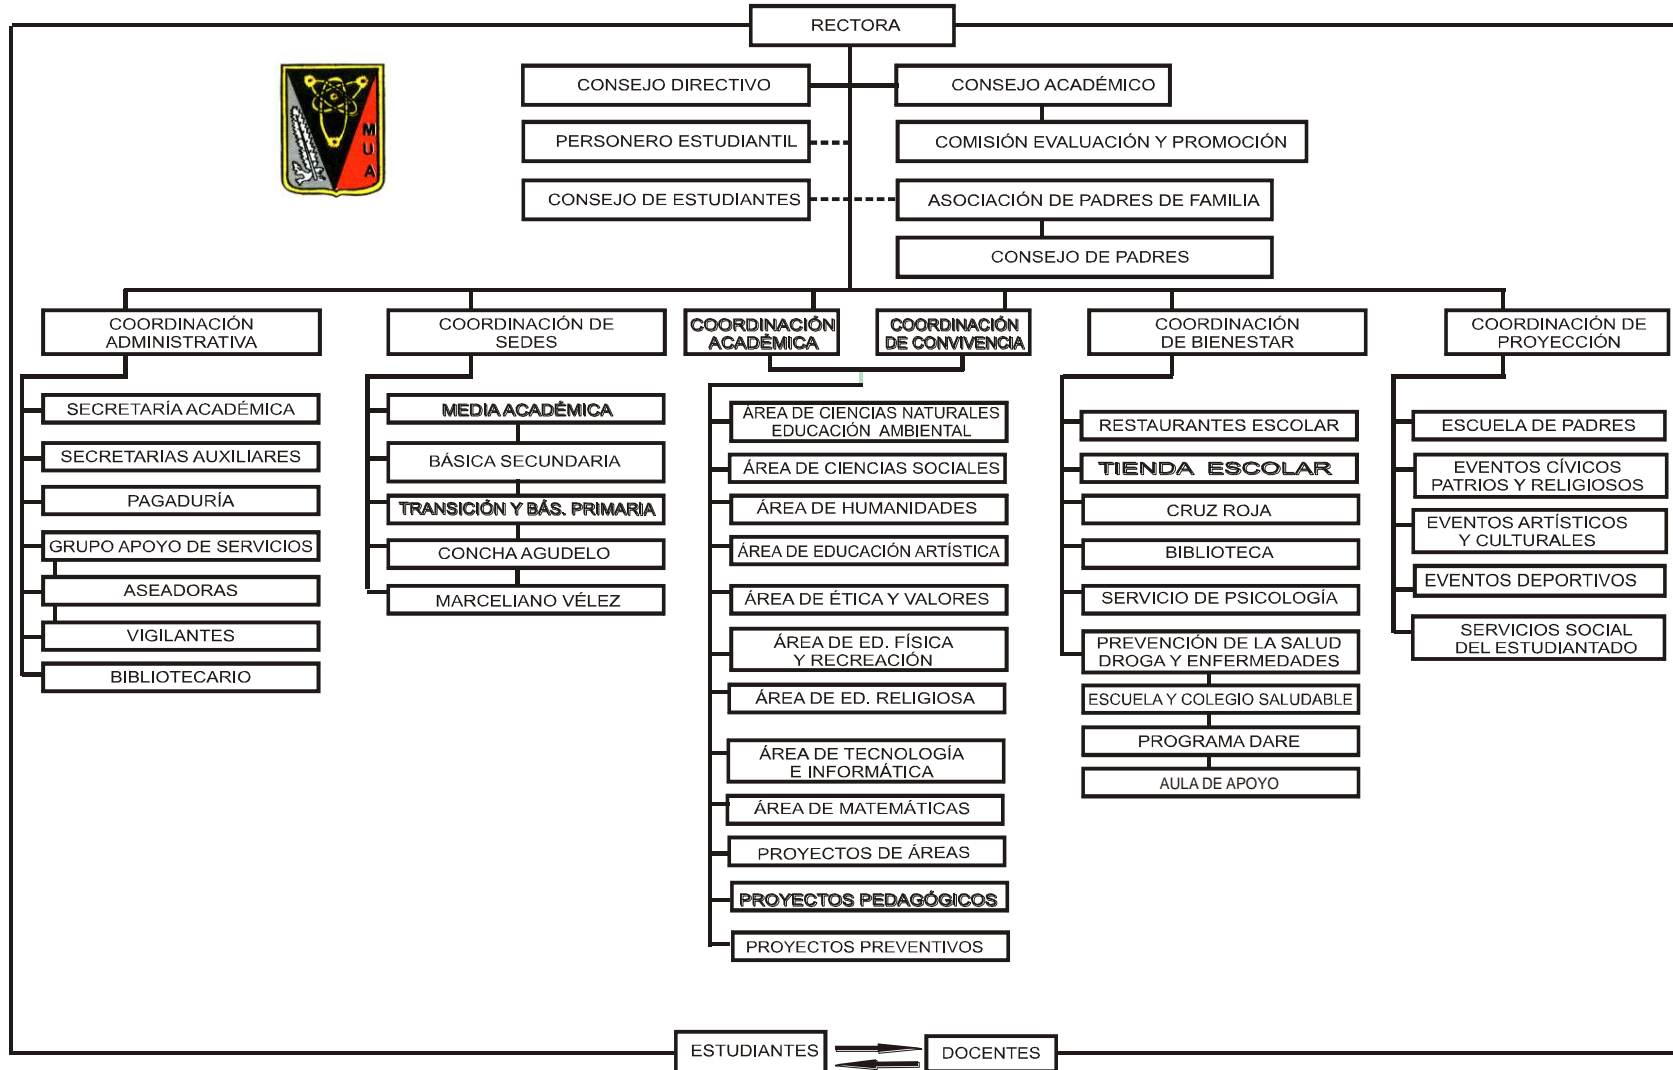 RECTORA
CONSEJO DIRECTIVO
CONSEJO ACADÉMICO
M
U
A
PERSONERO ESTUDIANTIL
COMISIÓN EVALUACIÓN Y PROMOCIÓN
CONSEJO DE ESTUDIANTES
ASOCIACIÓN DE PADRES DE FAMILIA
CONSEJO DE PADRES
COORDINACIÓN
ADMINISTRATIVA
SECRETARÍA ACADÉMICA
SECRETARIAS AUXILIARES
PAGADURÍA
GRUPO APOYO DE SERVICIOS
ASEADORAS
VIGILANTES
BIBLIOTECARIO
COORDINACIÓN DE
SEDES
MEDIA ACADÉMICA
BÁSICA SECUNDARIA
TRANSICIÓN Y BÁS. PRIMARIA
CONCHA AGUDELO
MARCELIANO VÉLEZ
COORDINACIÓN
ACADÉMICA
COORDINACIÓN
DE CONVIVENCIA
ÁREA DE CIENCIAS NATURALES
EDUCACIÓN AMBIENTAL
ÁREA DE CIENCIAS SOCIALES
ÁREA DE HUMANIDADES
ÁREA DE EDUCACIÓN ARTÍSTICA
ÁREA DE ÉTICA Y VALORES
ÁREA DE ED. FÍSICA
Y RECREACIÓN
ÁREA DE ED. RELIGIOSA
ÁREA DE TECNOLOGÍA
E INFORMÁTICA
ÁREA DE MATEMÁTICAS
PROYECTOS DE ÁREAS
PROYECTOS PEDAGÓGICOS
PROYECTOS PREVENTIVOS
COORDINACIÓN
DE BIENESTAR
RESTAURANTES ESCOLAR
TIENDA ESCOLAR
CRUZ ROJA
BIBLIOTECA
SERVICIO DE PSICOLOGÍA
PREVENCIÓN DE LA SALUD
DROGA Y ENFERMEDADES
ESCUELA Y COLEGIO SALUDABLE
PROGRAMA DARE
AULA DE APOYO
COORDINACIÓN DE
PROYECCIÓN
ESCUELA DE PADRES
EVENTOS CÍVICOS
PATRIOS Y RELIGIOSOS
EVENTOS ARTÍSTICOS
Y CULTURALES
EVENTOS DEPORTIVOS
SERVICIOS SOCIAL
DEL ESTUDIANTADO
ESTUDIANTES
DOCENTES